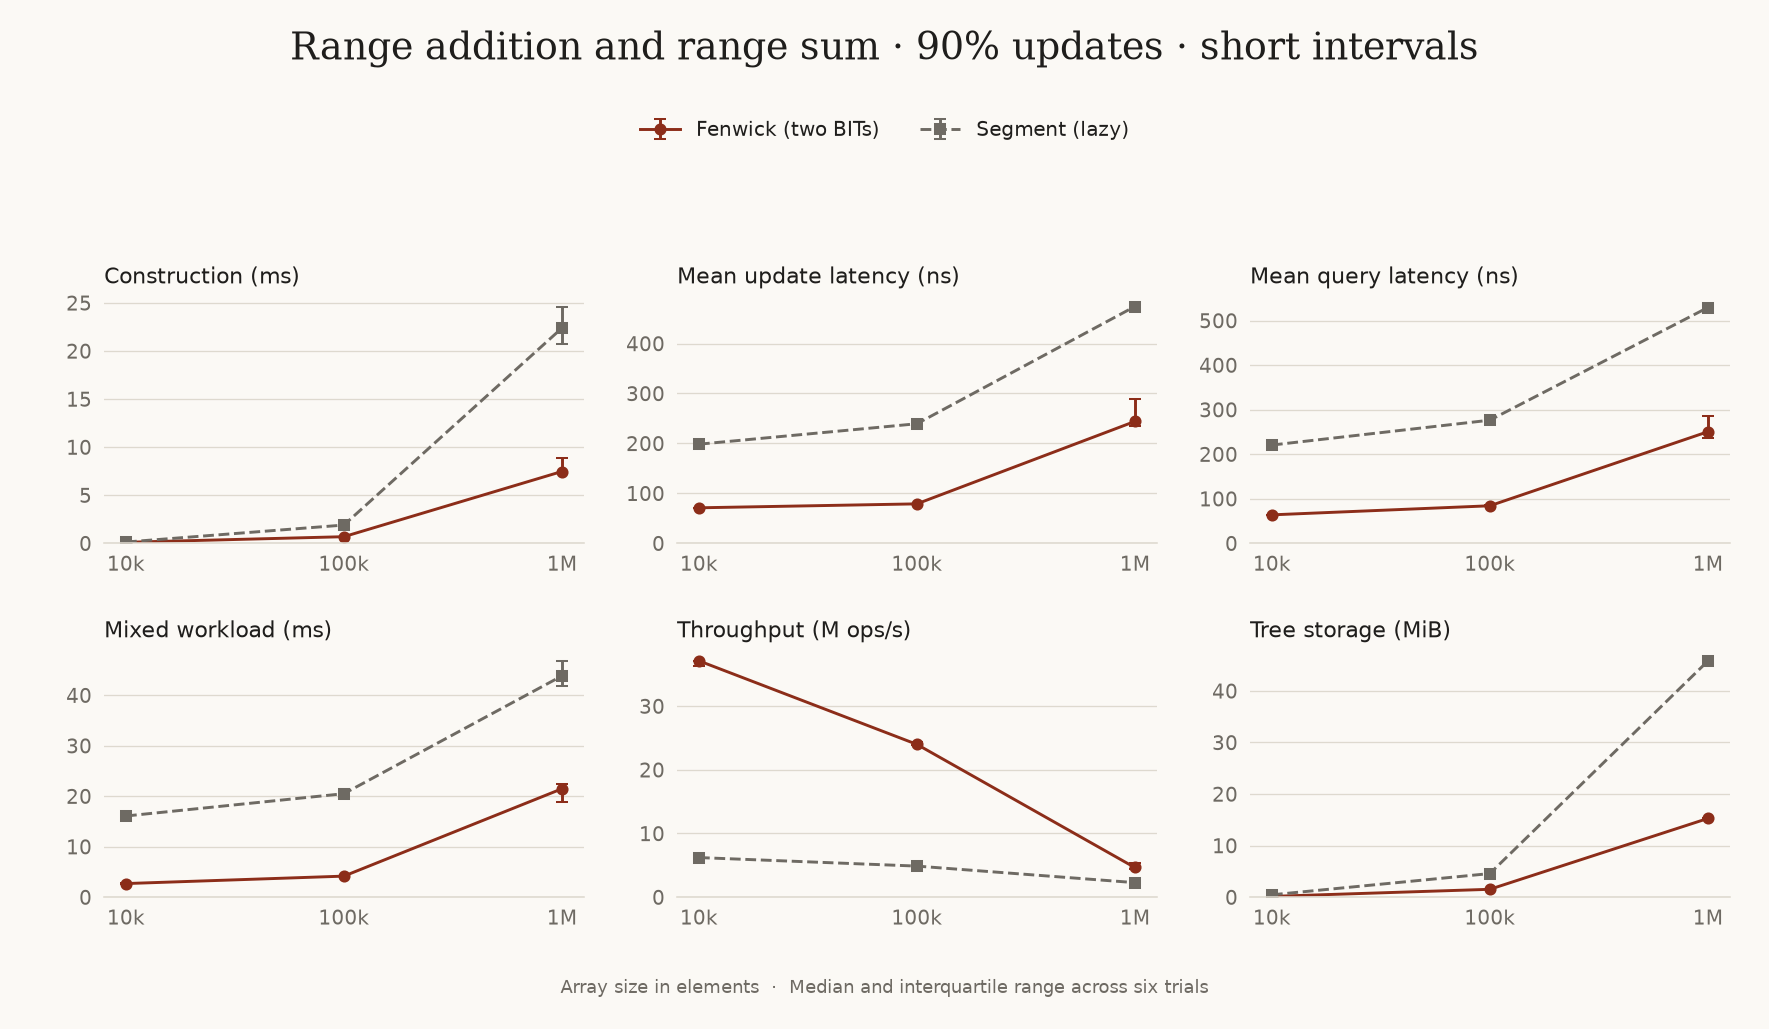 Range addition and range sum · 90% updates · short intervals
Fenwick (two BITs) Segment (lazy)
Construction (ms)
25
20
15
10
5
0
10k 100k 1M
Mean update latency (ns)
400
300
200
100
0
10k 100k 1M
Mean query latency (ns)
500
400
300
200
100
0
10k 100k 1M
Mixed workload (ms)
40
30
20
10
0
10k 100k 1M
Throughput (M ops/s)
30
20
10
0
10k 100k 1M
Tree storage (MiB)
40
30
20
10
0
10k 100k 1M
Array size in elements · Median and interquartile range across six trials